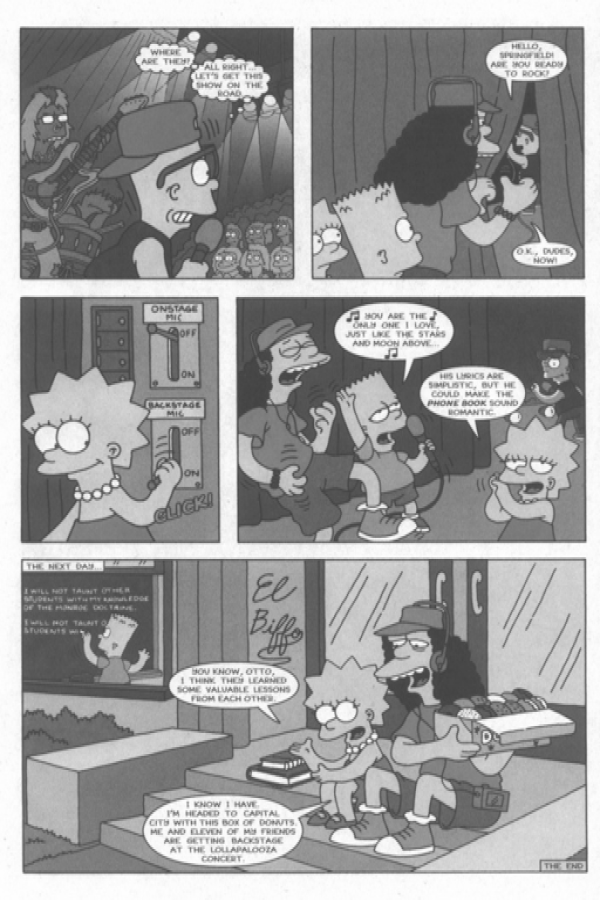 WHERE
ARE THEY?
ALL RIGHT...
LET'S GET THIS
SHOW ON THE
ROAD.
HELLO,
SPRINGFIELD!
ARE YOU READY
TO ROCK?
O.K., DUDES,
NOW!
ONSTAGE
MIC
OFF
ON
BACKSTAGE
MIC
OFF
ON
CLICK!
YOU ARE THE
ONLY ONE I LOVE,
JUST LIKE THE STARS
AND MOON ABOVE...
HIS LYRICS ARE
SIMPLISTIC, BUT HE
COULD MAKE THE
PHONE BOOK SOUND
ROMANTIC.
THE NEXT DAY...
I WILL NOT TAUNT OTHER
STUDENTS WITH MY KNOWLEDGE
OF THE MONROE DOCTRINE.
I WILL NOT TAUNT O
STUDENTS WI
El
Biffo
YOU KNOW, OTTO,
I THINK THEY LEARNED
SOME VALUABLE LESSONS
FROM EACH OTHER.
I KNOW I HAVE.
I'M HEADED TO CAPITAL
CITY WITH THIS BOX OF DONUTS.
ME AND ELEVEN OF MY FRIENDS
ARE GETTING BACKSTAGE
AT THE LOLLAPALOOZA
CONCERT.
THE END